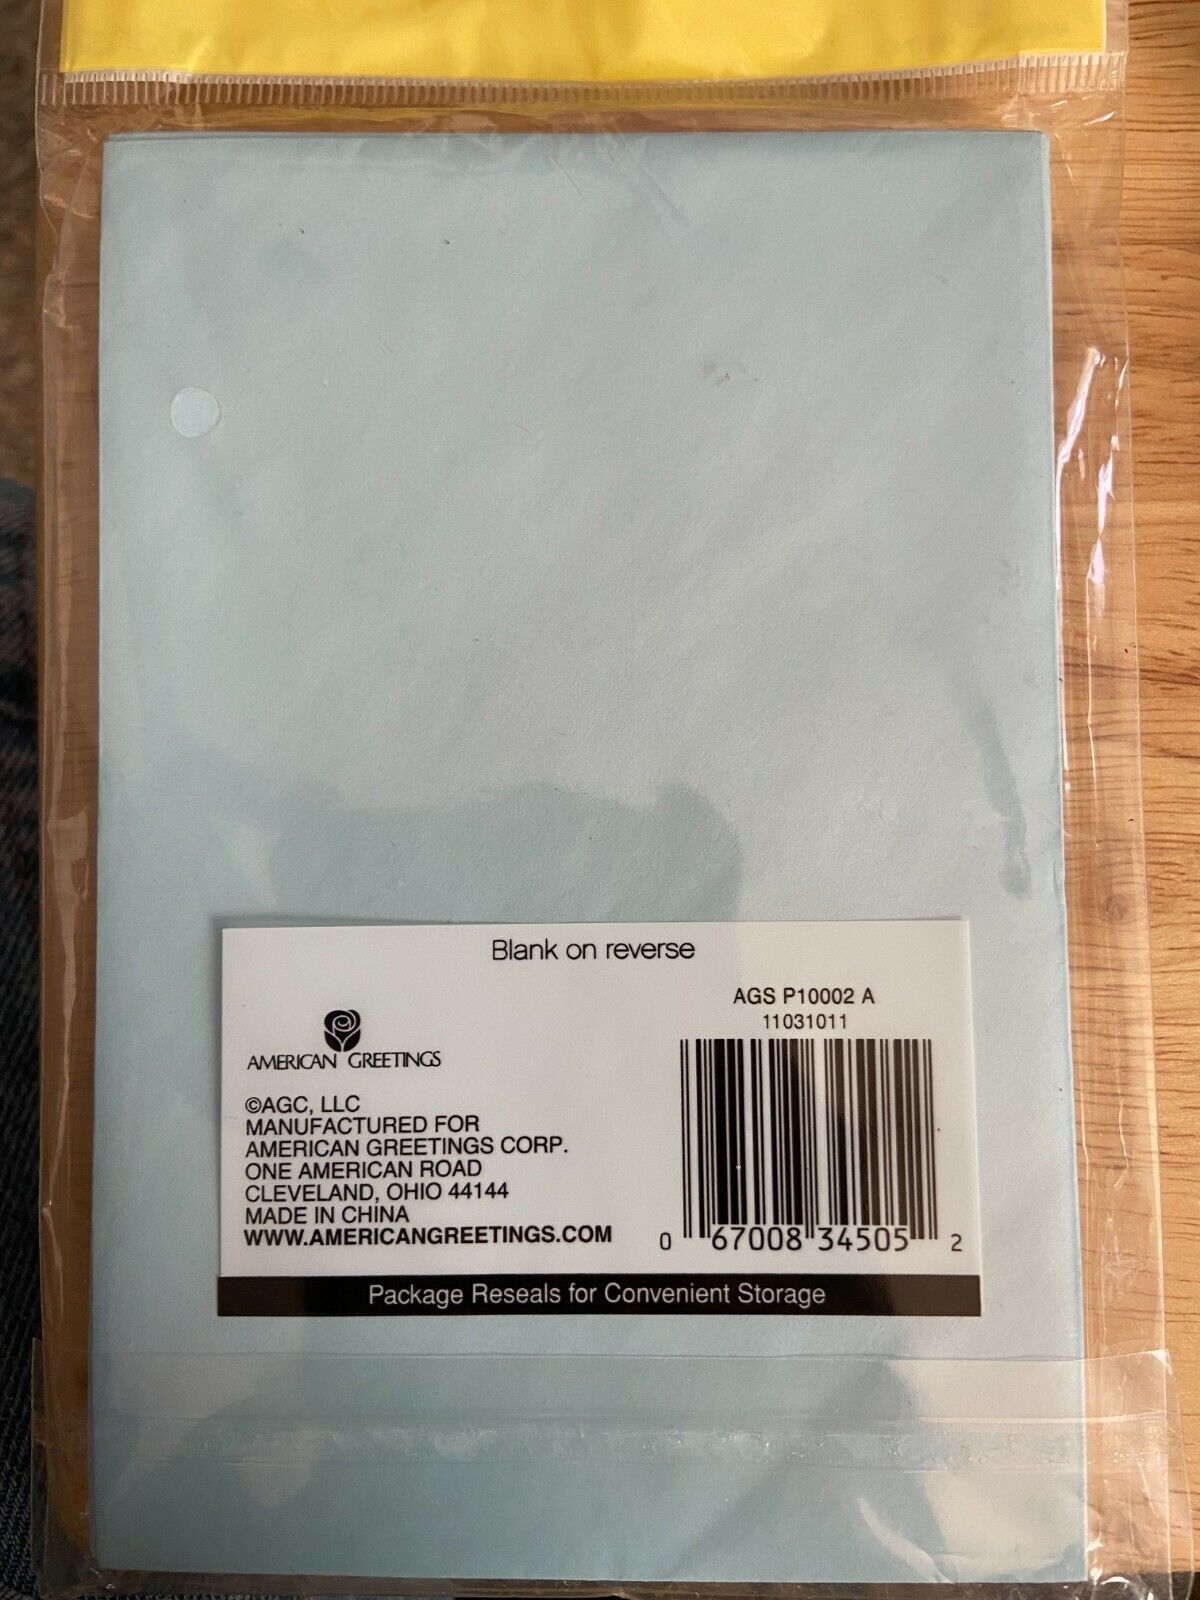 Blank on reverse
AGS P10002 A
11031011
AMERICAN GREETINGS
©AGC, LLC
MANUFACTURED FOR
AMERICAN GREETINGS CORP.
ONE AMERICAN ROAD
CLEVELAND, OHIO 44144
MADE IN CHINA
WWW.AMERICANGREETINGS.COM
0 67008 34505 2
Package Reseals for Convenient Storage